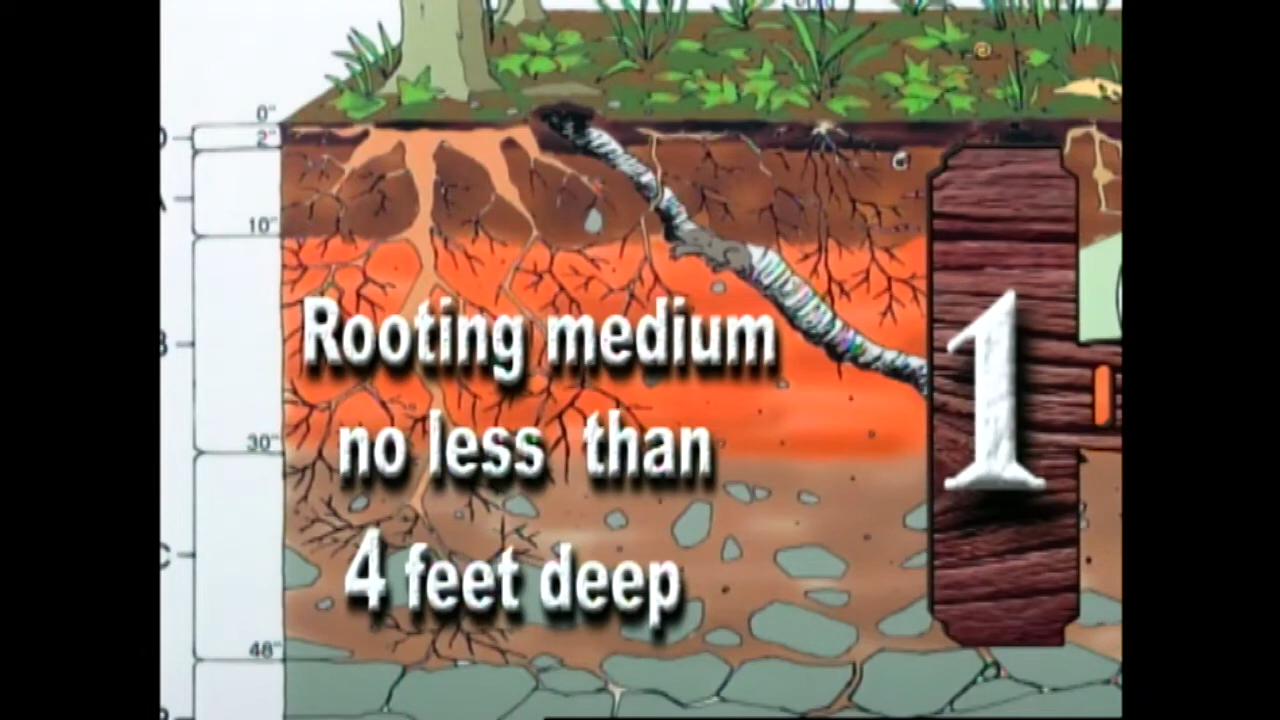 0"
2"
10"
Rooting medium
no less than
4 feet deep
1
B
30"
C
48"